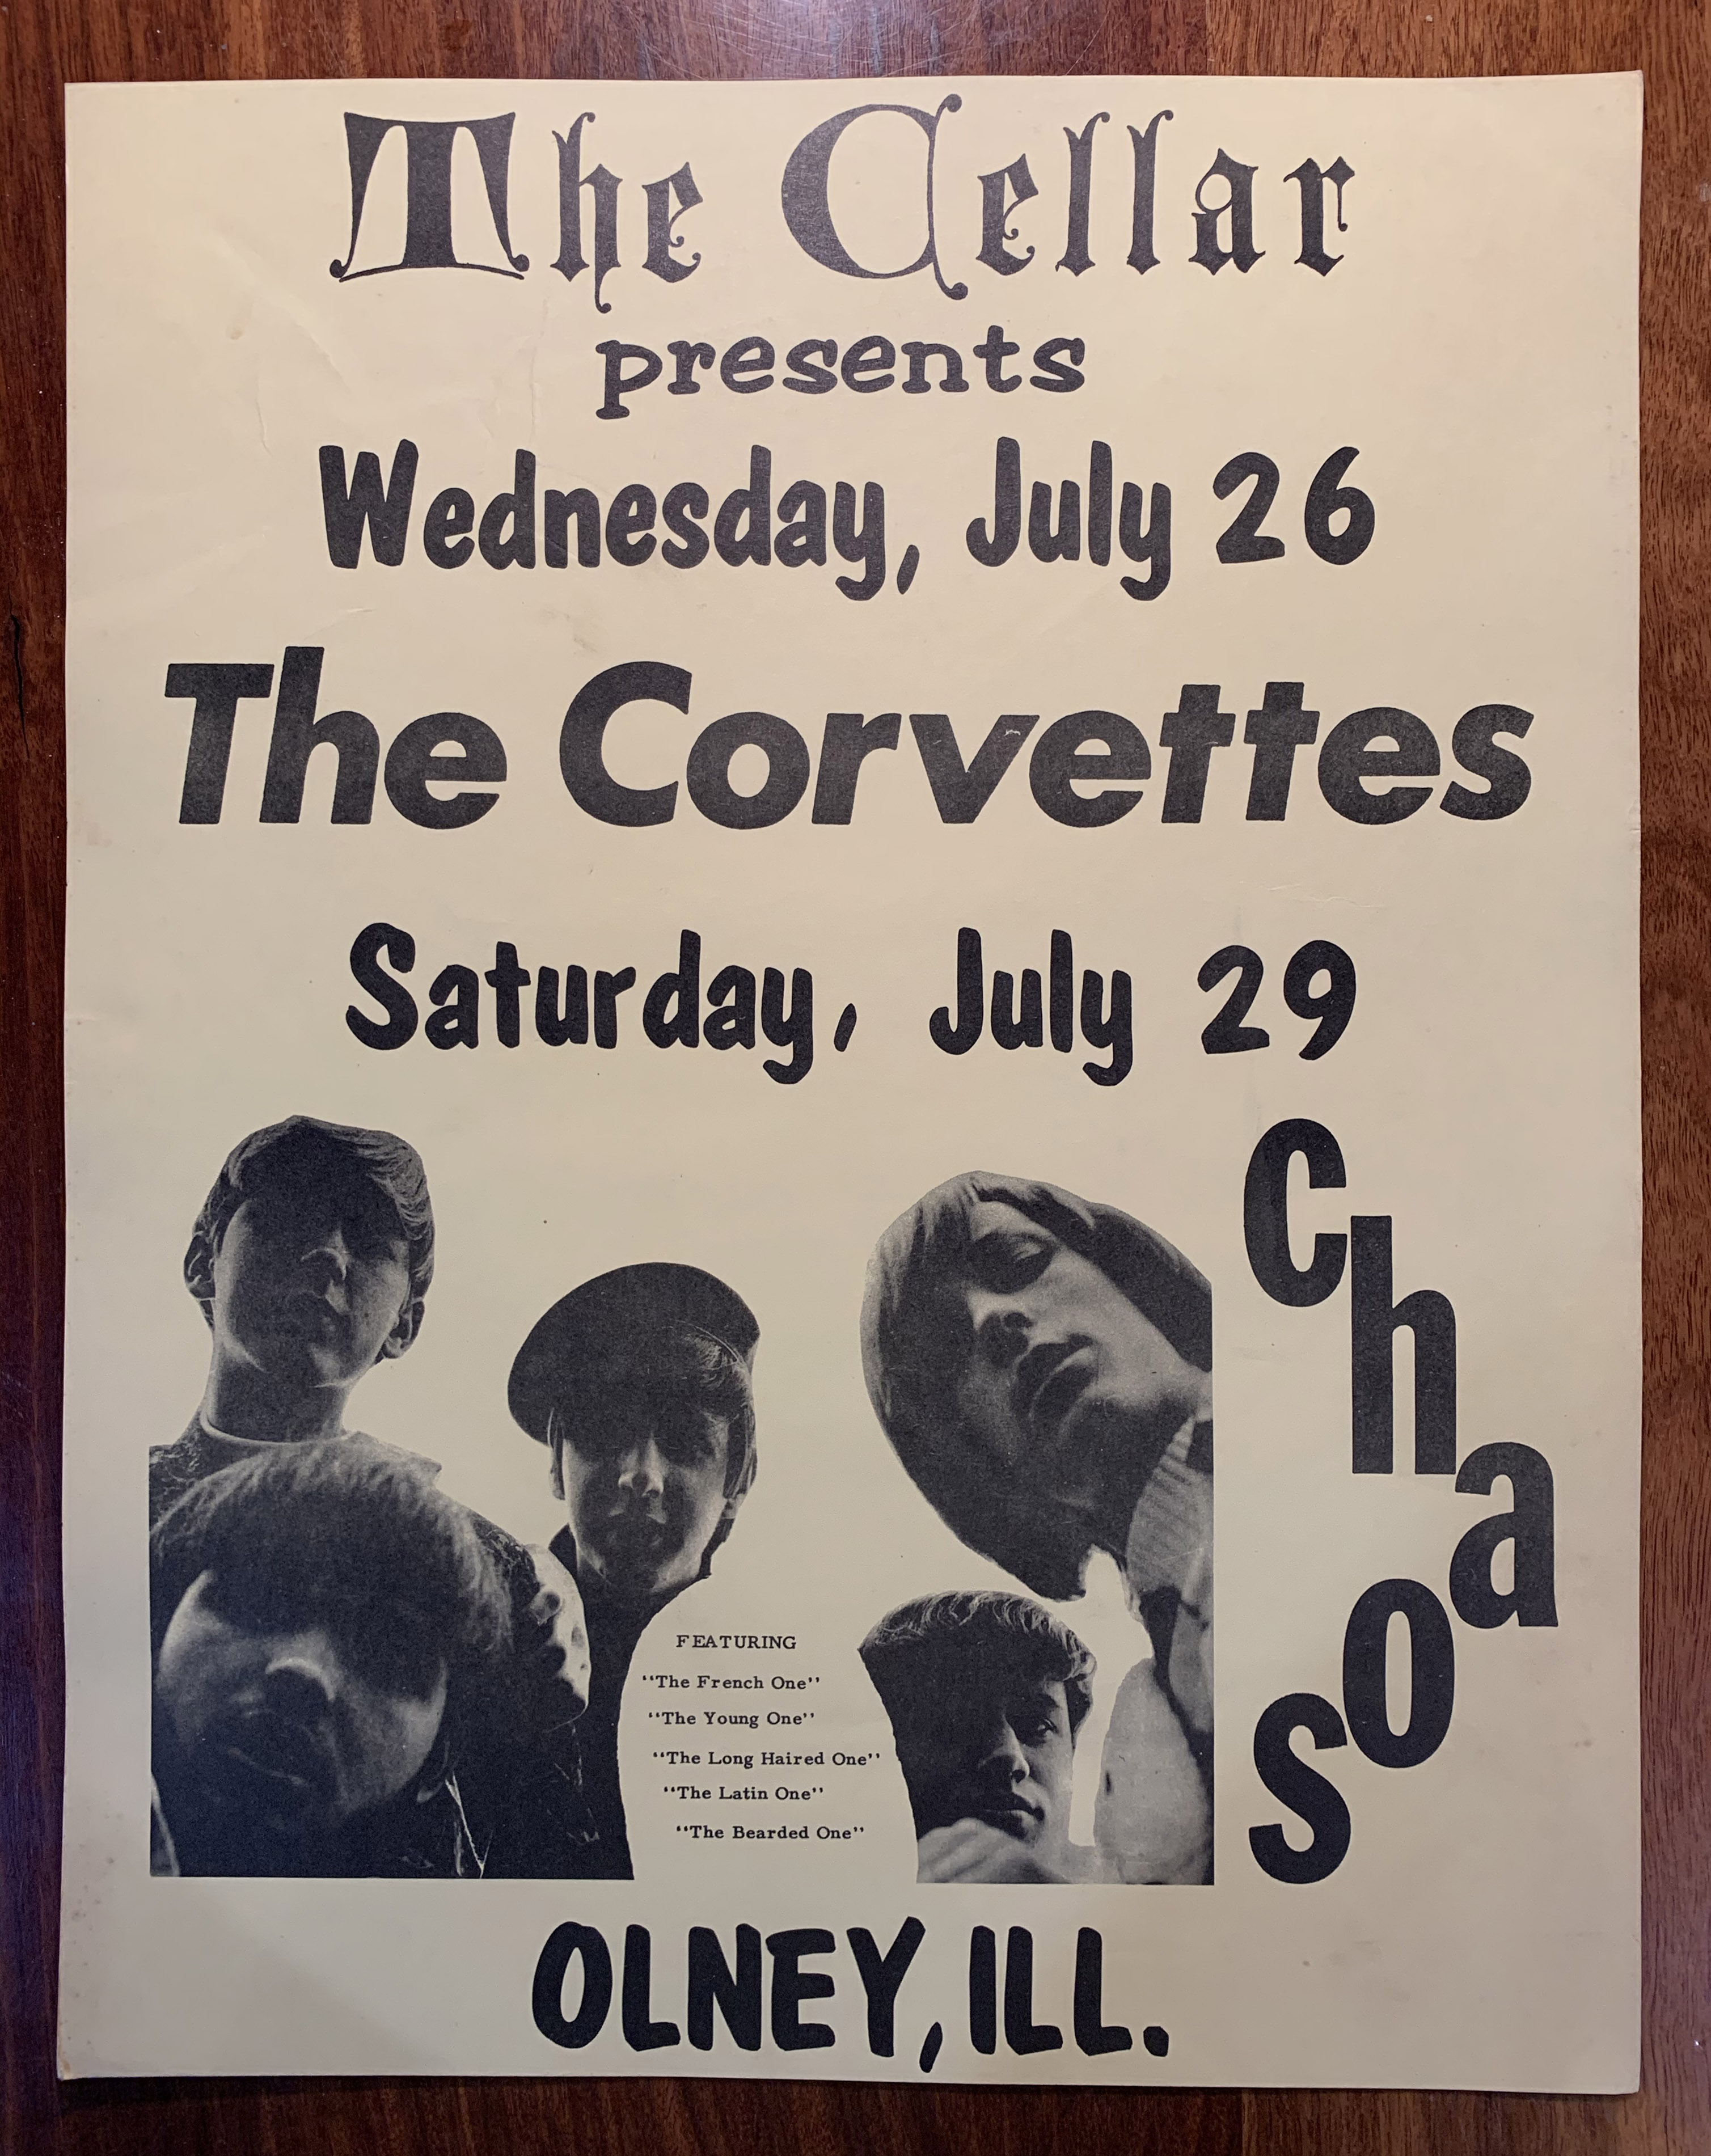 The Cellar
presents
Wednesday, July 26
The Corvettes
Saturday, July 29
Chaos
FEATURING
“The French One”
“The Young One”
“The Long Haired One”
“The Latin One”
“The Bearded One”
OLNEY, ILL.